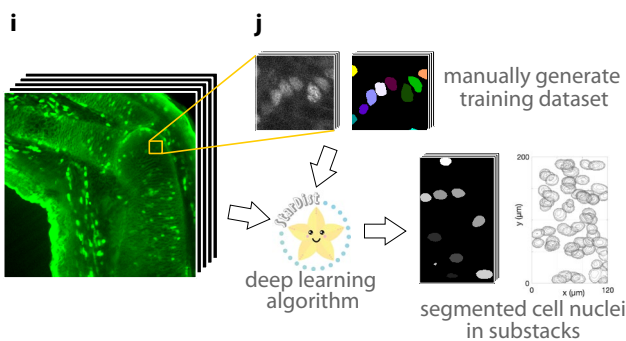 i
j
manually generate
training dataset
StarDist
deep learning
algorithm
200
y (µm)
0
0
x (µm)
120
segmented cell nuclei
in substacks